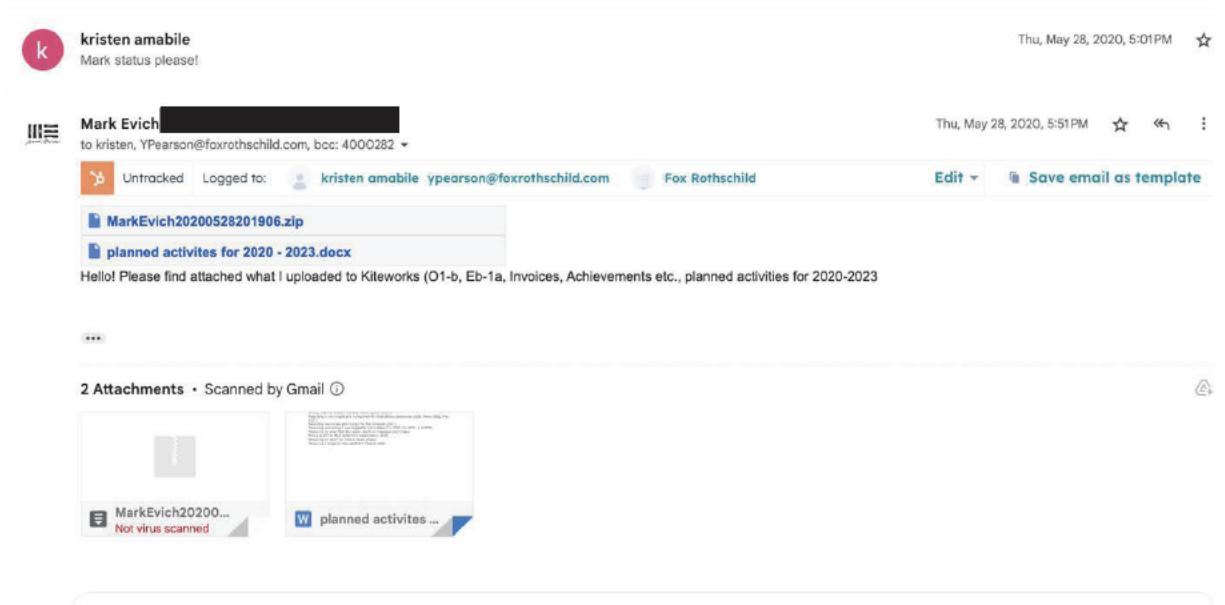 k
kristen amabile
Thu, May 28, 2020, 5:01 PM
Mark status please!
Mark Evich
Thu, May 28, 2020, 5:51 PM
to kristen, YPearson@foxrothschild.com, bcc: 4000282
Untracked Logged to: kristen amabile ypearson@foxrothschild.com Fox Rothschild Edit Save email as template
MarkEvich20200528201906.zip
planned activites for 2020 - 2023.docx
Hello! Please find attached what I uploaded to Kiteworks (O1-b, Eb-1a, Invoices, Achievements etc., planned activities for 2020-2023
•••
2 Attachments • Scanned by Gmail
MarkEvich20200...
Not virus scanned
W planned activites ...